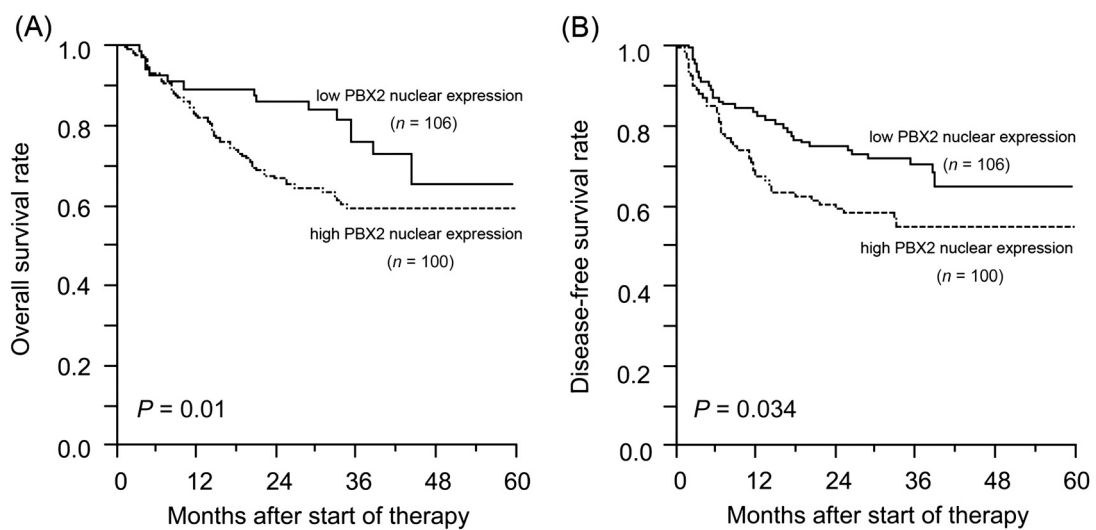 (A)
Overall survival rate
1.0
0.8
0.6
0.4
0.2
0.0
low PBX2 nuclear expression
(n = 106)
high PBX2 nuclear expression
(n = 100)
P = 0.01
0 12 24 36 48 60
Months after start of therapy
(B)
Disease-free survival rate
1.0
0.8
0.6
0.4
0.2
0.0
low PBX2 nuclear expression
(n = 106)
high PBX2 nuclear expression
(n = 100)
P = 0.034
0 12 24 36 48 60
Months after start of therapy